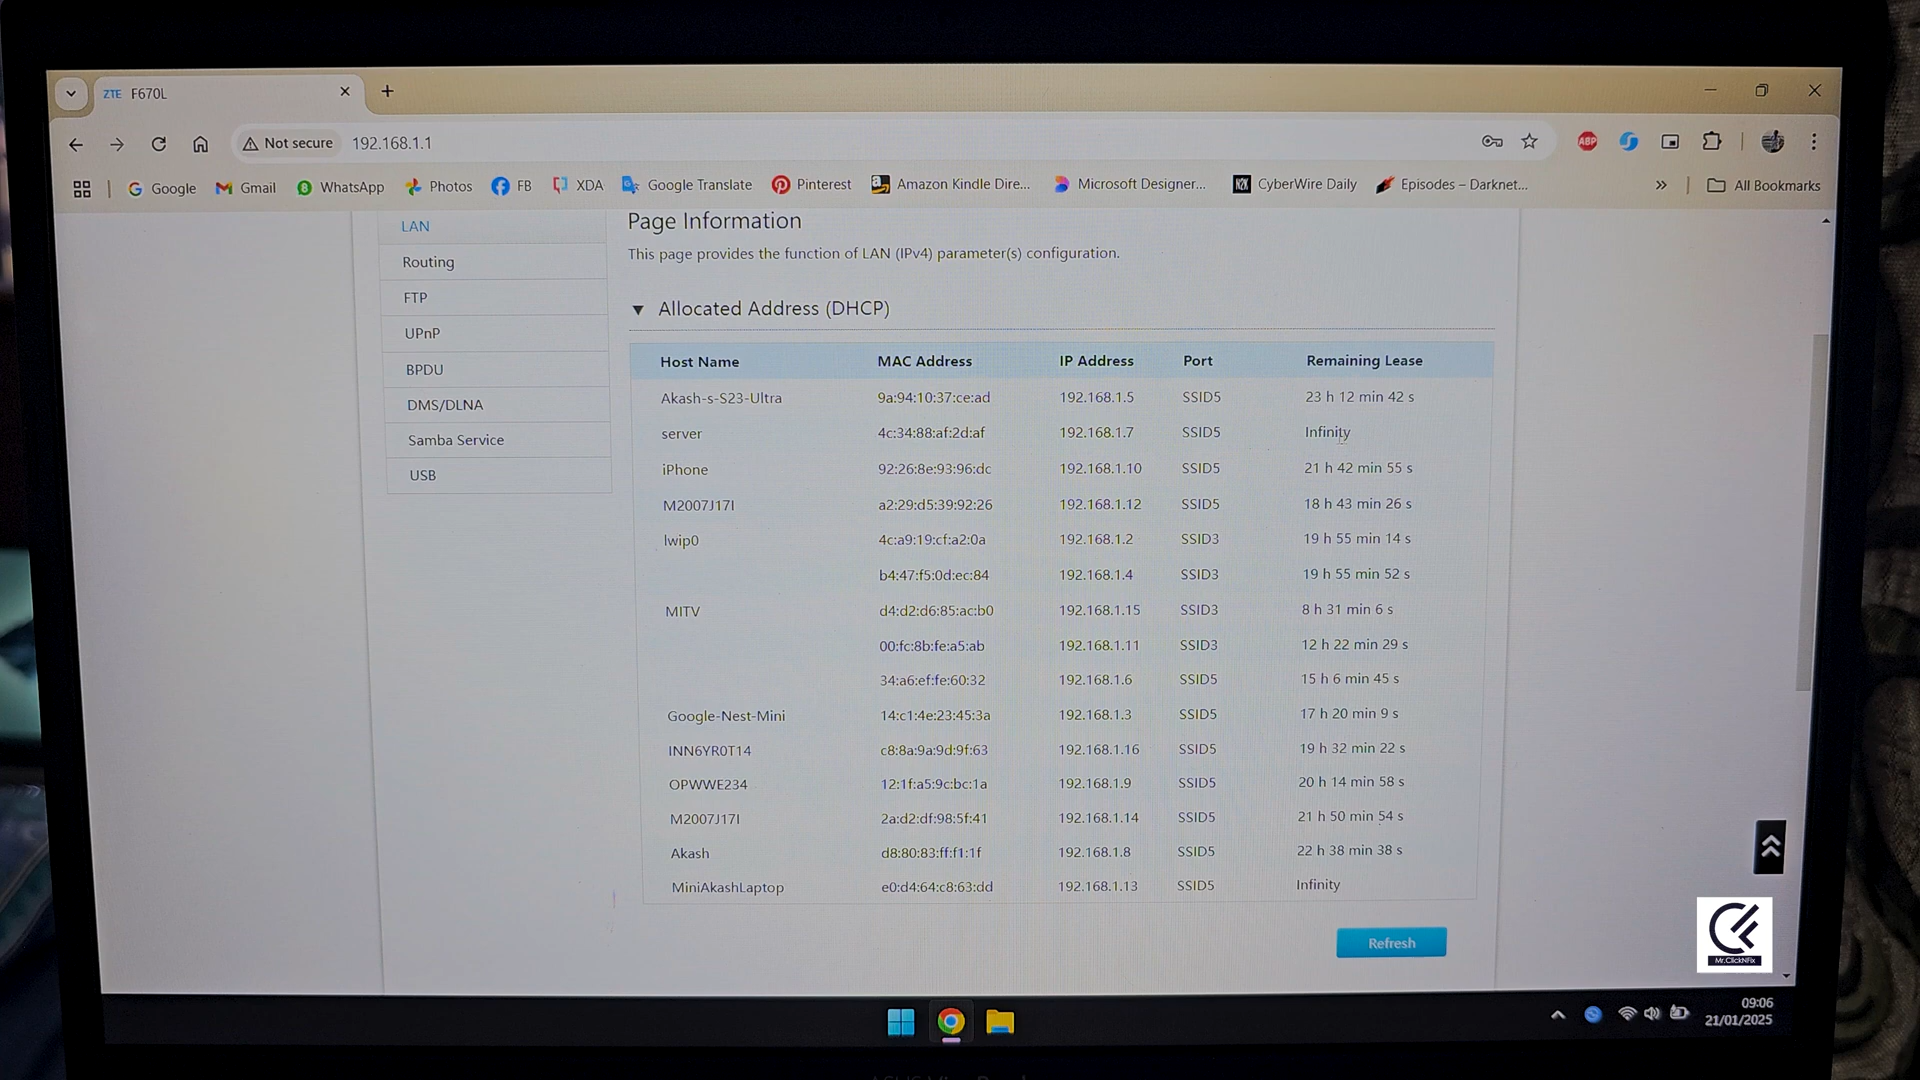 ZTE F670L
Not secure 192.168.1.1
ABP
Google Gmail WhatsApp Photos FB XDA Google Translate Pinterest Amazon Kindle Dire... Microsoft Designer... N2K CyberWire Daily Episodes – Darknet... All Bookmarks
LAN
Routing
FTP
UPnP
BPDU
DMS/DLNA
Samba Service
USB
Page Information
This page provides the function of LAN (IPv4) parameter(s) configuration.
Allocated Address (DHCP)
Host Name MAC Address IP Address Port Remaining Lease
Akash-s-S23-Ultra 9a:94:10:37:ce:ad 192.168.1.5 SSID5 23 h 12 min 42 s
server 4c:34:88:af:2d:af 192.168.1.7 SSID5 Infinity
iPhone 92:26:8e:93:96:dc 192.168.1.10 SSID5 21 h 42 min 55 s
M2007J17I a2:29:d5:39:92:26 192.168.1.12 SSID5 18 h 43 min 26 s
lwip0 4c:a9:19:cf:a2:0a 192.168.1.2 SSID3 19 h 55 min 14 s
b4:47:f5:0d:ec:84 192.168.1.4 SSID3 19 h 55 min 52 s
MITV d4:d2:d6:85:ac:b0 192.168.1.15 SSID3 8 h 31 min 6 s
00:fc:8b:fe:a5:ab 192.168.1.11 SSID3 12 h 22 min 29 s
34:a6:ef:fe:60:32 192.168.1.6 SSID5 15 h 6 min 45 s
Google-Nest-Mini 14:c1:4e:23:45:3a 192.168.1.3 SSID5 17 h 20 min 9 s
INN6YR0T14 c8:8a:9a:9d:9f:63 192.168.1.16 SSID5 19 h 32 min 22 s
OPWWE234 12:1f:a5:9c:bc:1a 192.168.1.9 SSID5 20 h 14 min 58 s
M2007J17I 2a:d2:df:98:5f:41 192.168.1.14 SSID5 21 h 50 min 54 s
Akash d8:80:83:ff:f1:1f 192.168.1.8 SSID5 22 h 38 min 38 s
MiniAkashLaptop e0:d4:64:c8:63:dd 192.168.1.13 SSID5 Infinity
Refresh
Mr.ClickNFix
09:06
21/01/2025